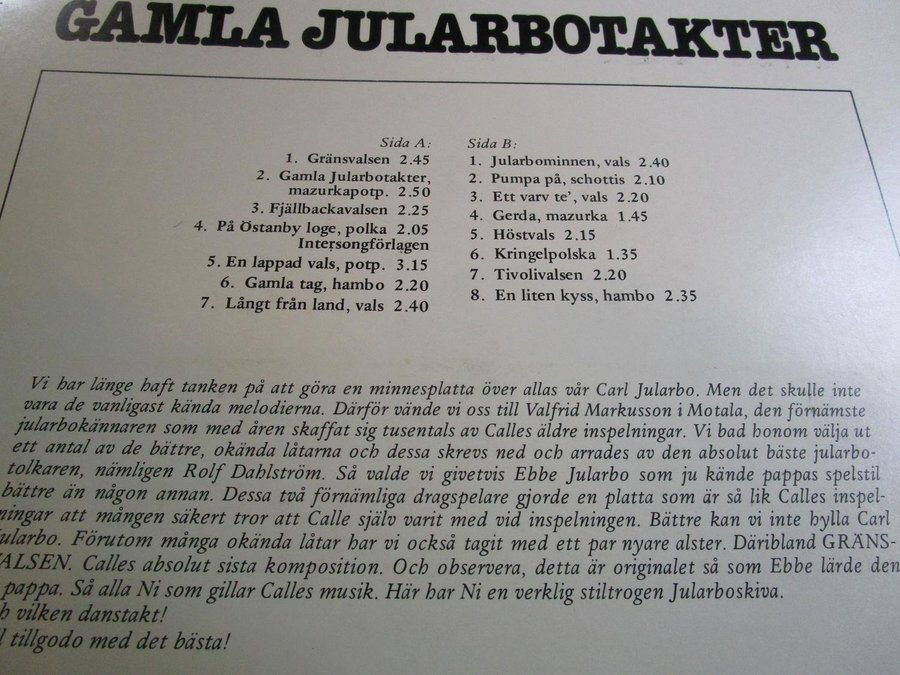 GAMLA JULARBOTAKTER
Sida A:
1. Gränsvalsen 2.45
2. Gamla Jularbotakter,
mazurkapotp. 2.50
3. Fjällbackavalsen 2.25
4. På Östanby loge, polka 2.05
Intersongförlagen
5. En lappad vals, potp. 3.15
6. Gamla tag, hambo 2.20
7. Långt från land, vals 2.40
Sida B:
1. Jularbominnen, vals 2.40
2. Pumpa på, schottis 2.10
3. Ett varv te', vals 2.20
4. Gerda, mazurka 1.45
5. Höstvals 2.15
6. Kringelpolska 1.35
7. Tivolivalsen 2.20
8. En liten kyss, hambo 2.35
Vi har länge haft tanken på att göra en minnesplatta över allas vår Carl Jularbo. Men det skulle inte
vara de vanligast kända melodierna. Därför vände vi oss till Valfrid Markusson i Motala, den förnämste
jularbokännaren som med åren skaffat sig tusentals av Calles äldre inspelningar. Vi bad honom välja ut
ett antal av de bättre, okända låtarna och dessa skrevs ned och arrades av den absolut bäste jularbo-
tolkaren, nämligen Rolf Dahlström. Så valde vi givetvis Ebbe Jularbo som ju kände pappas spelstil
bättre än någon annan. Dessa två förnämliga dragspelare gjorde en platta som är så lik Calles inspel-
ningar att mången säkert tror att Calle själv varit med vid inspelningen. Bättre kan vi inte hylla Carl
ularbo. Förutom många okända låtar har vi också tagit med ett par nyare alster. Däribland GRÄNS-
VALSEN. Calles absolut sista komposition. Och observera, detta är originalet så som Ebbe lärde den
pappa. Så alla Ni som gillar Calles musik. Här har Ni en verklig stiltrogen Jularboskiva.
h vilken danstakt!
l tillgodo med det bästa!